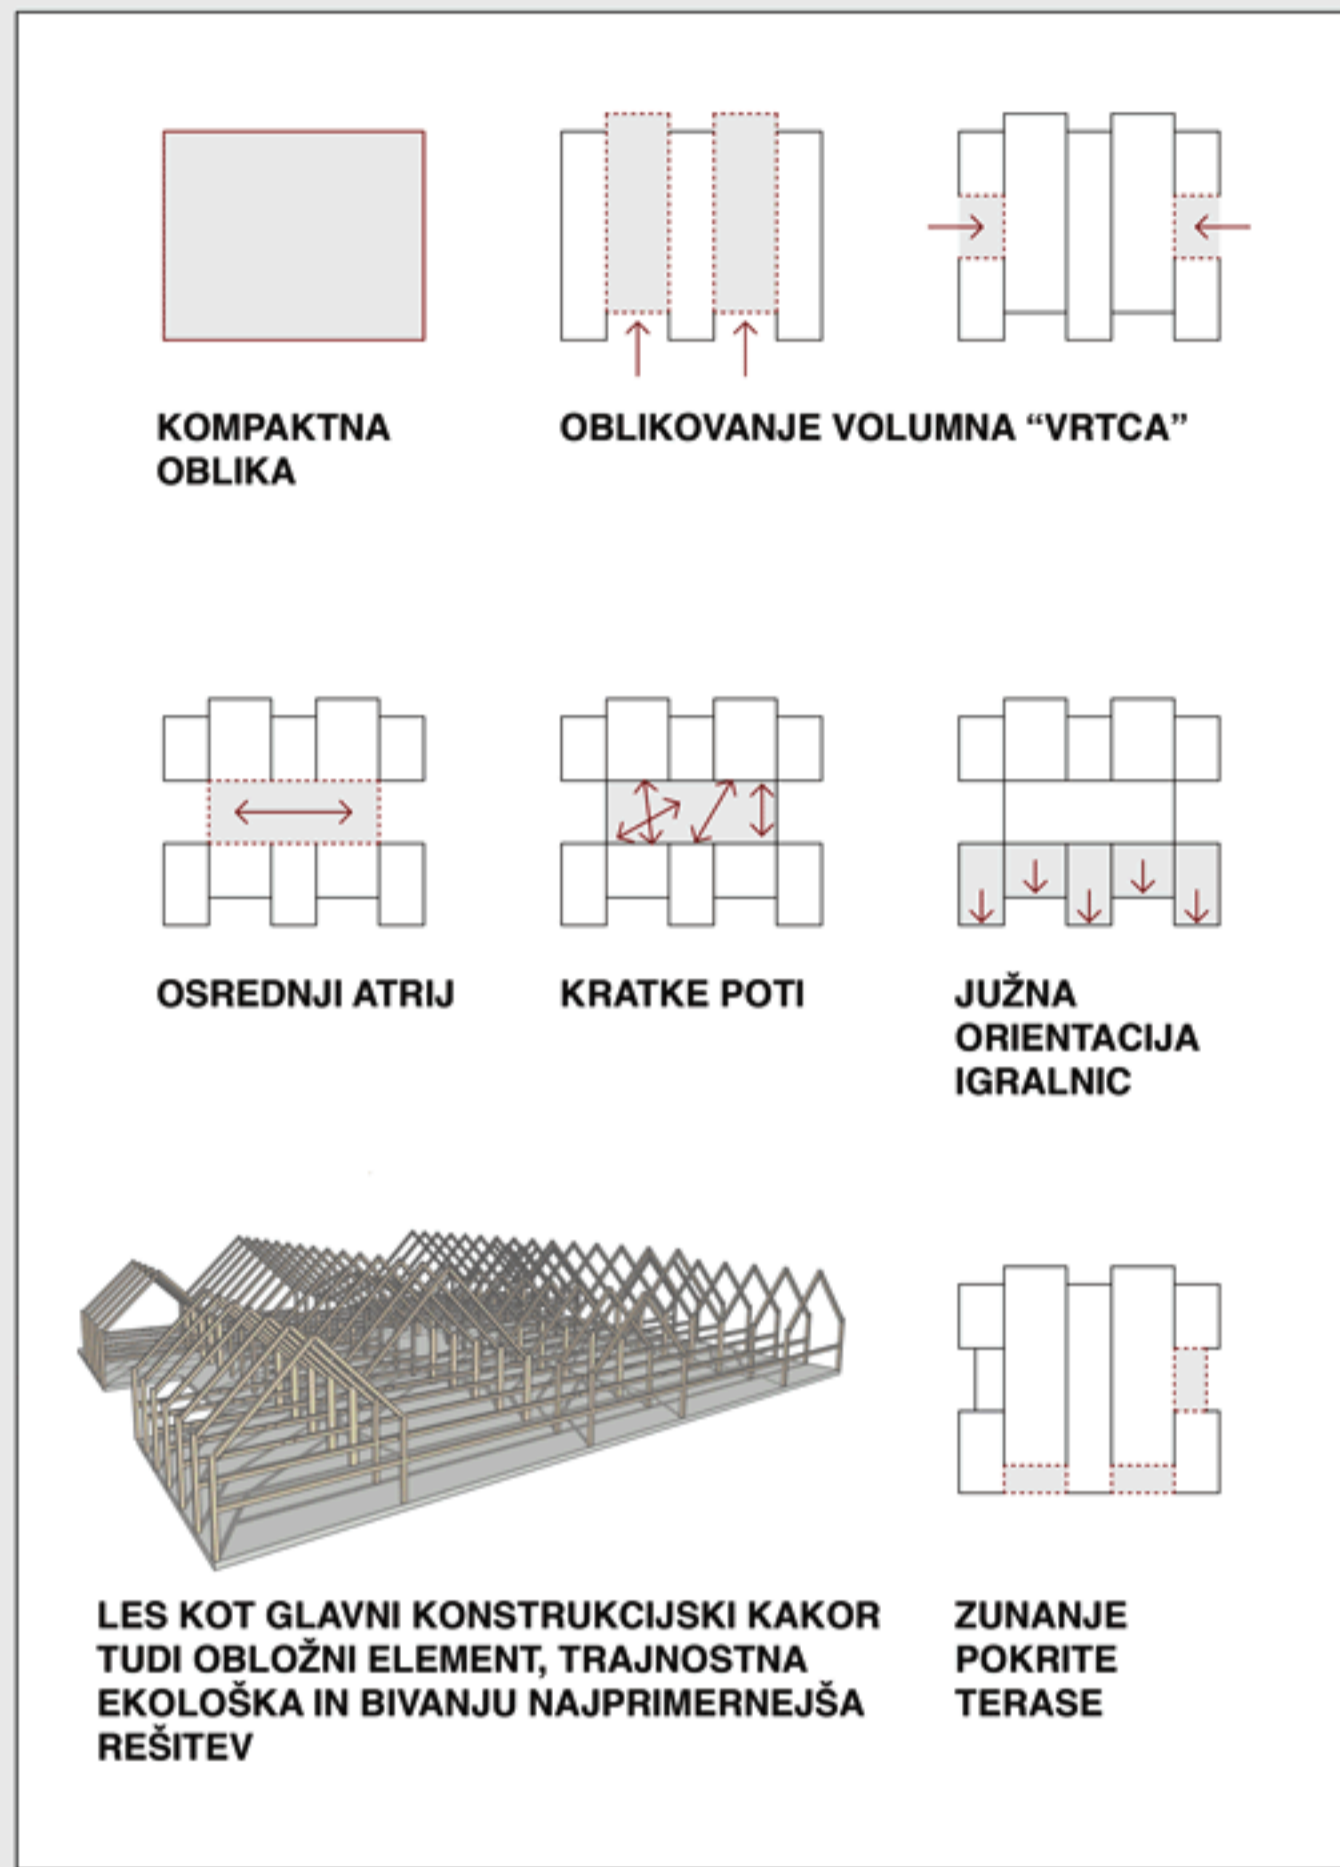 KOMPAKTNA
OBLIKA
OBLIKOVANJE VOLUMNA “VRTCA”
OSREDNJI ATRIJ
KRATKE POTI
JUŽNA
ORIENTACIJA
IGRALNIC
LES KOT GLAVNI KONSTRUKCIJSKI KAKOR
TUDI OBLOŽNI ELEMENT, TRAJNOSTNA
EKOLOŠKA IN BIVANJU NAJPRIMERNEJŠA
REŠITEV
ZUNANJE
POKRITE
TERASE